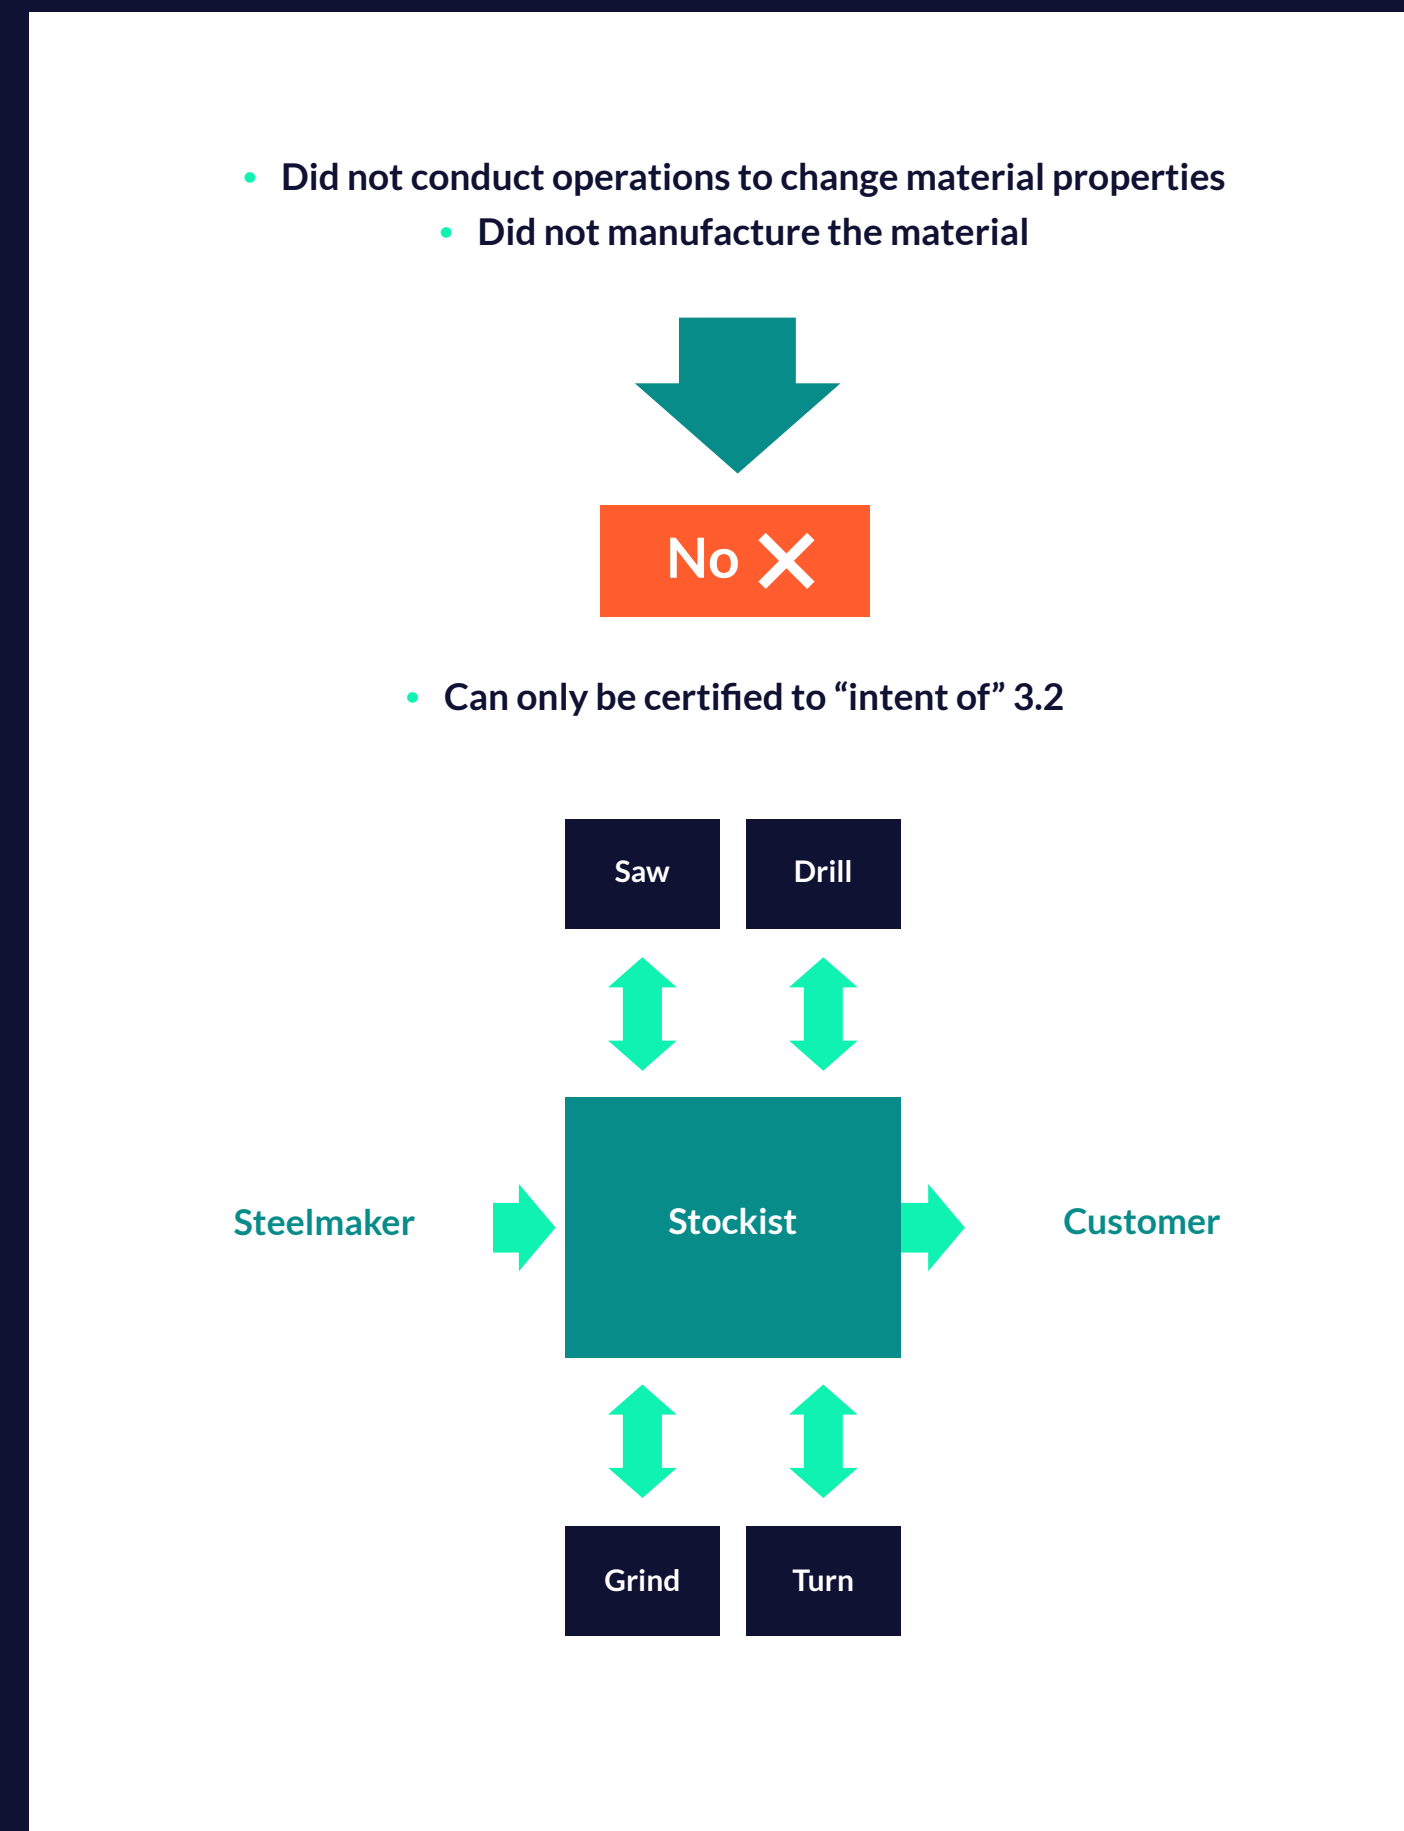 • Did not conduct operations to change material properties
• Did not manufacture the material
No
• Can only be certified to “intent of” 3.2
Saw Drill
Steelmaker Stockist Customer
Grind Turn